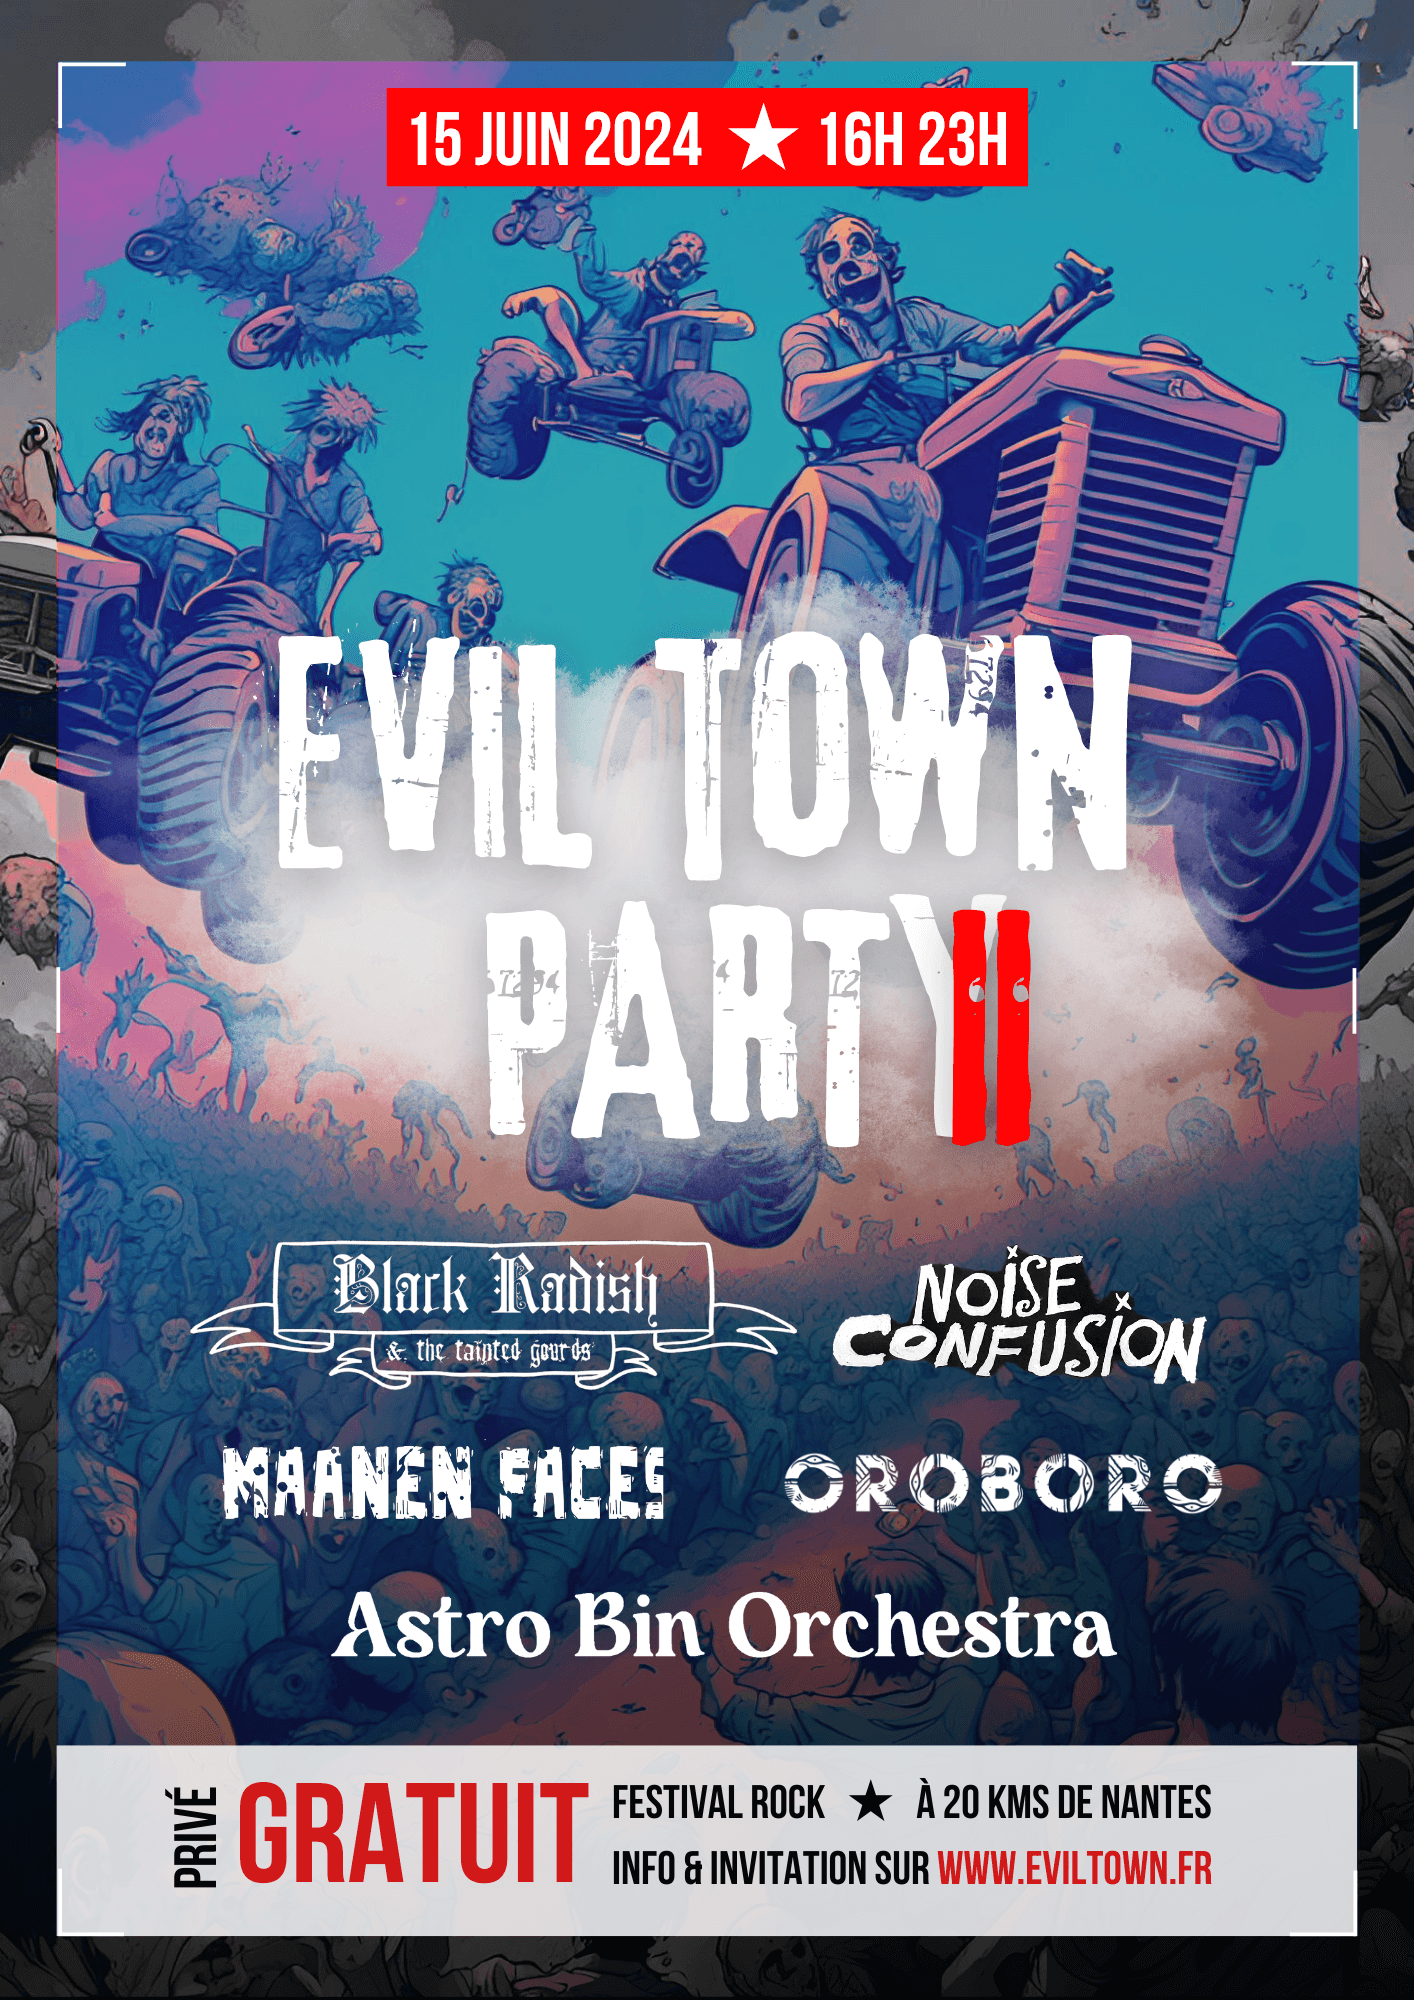 15 JUIN 2024 ★ 16H 23H
EVIL TOWN
PARTY II
Black Radish
& the tainted gourds
NOISE
CONFUSION
MAANEN FACES
OROBORO
Astro Bin Orchestra
PRIVÉ
GRATUIT
FESTIVAL ROCK ★ À 20 KMS DE NANTES
INFO & INVITATION SUR WWW.EVILTOWN.FR